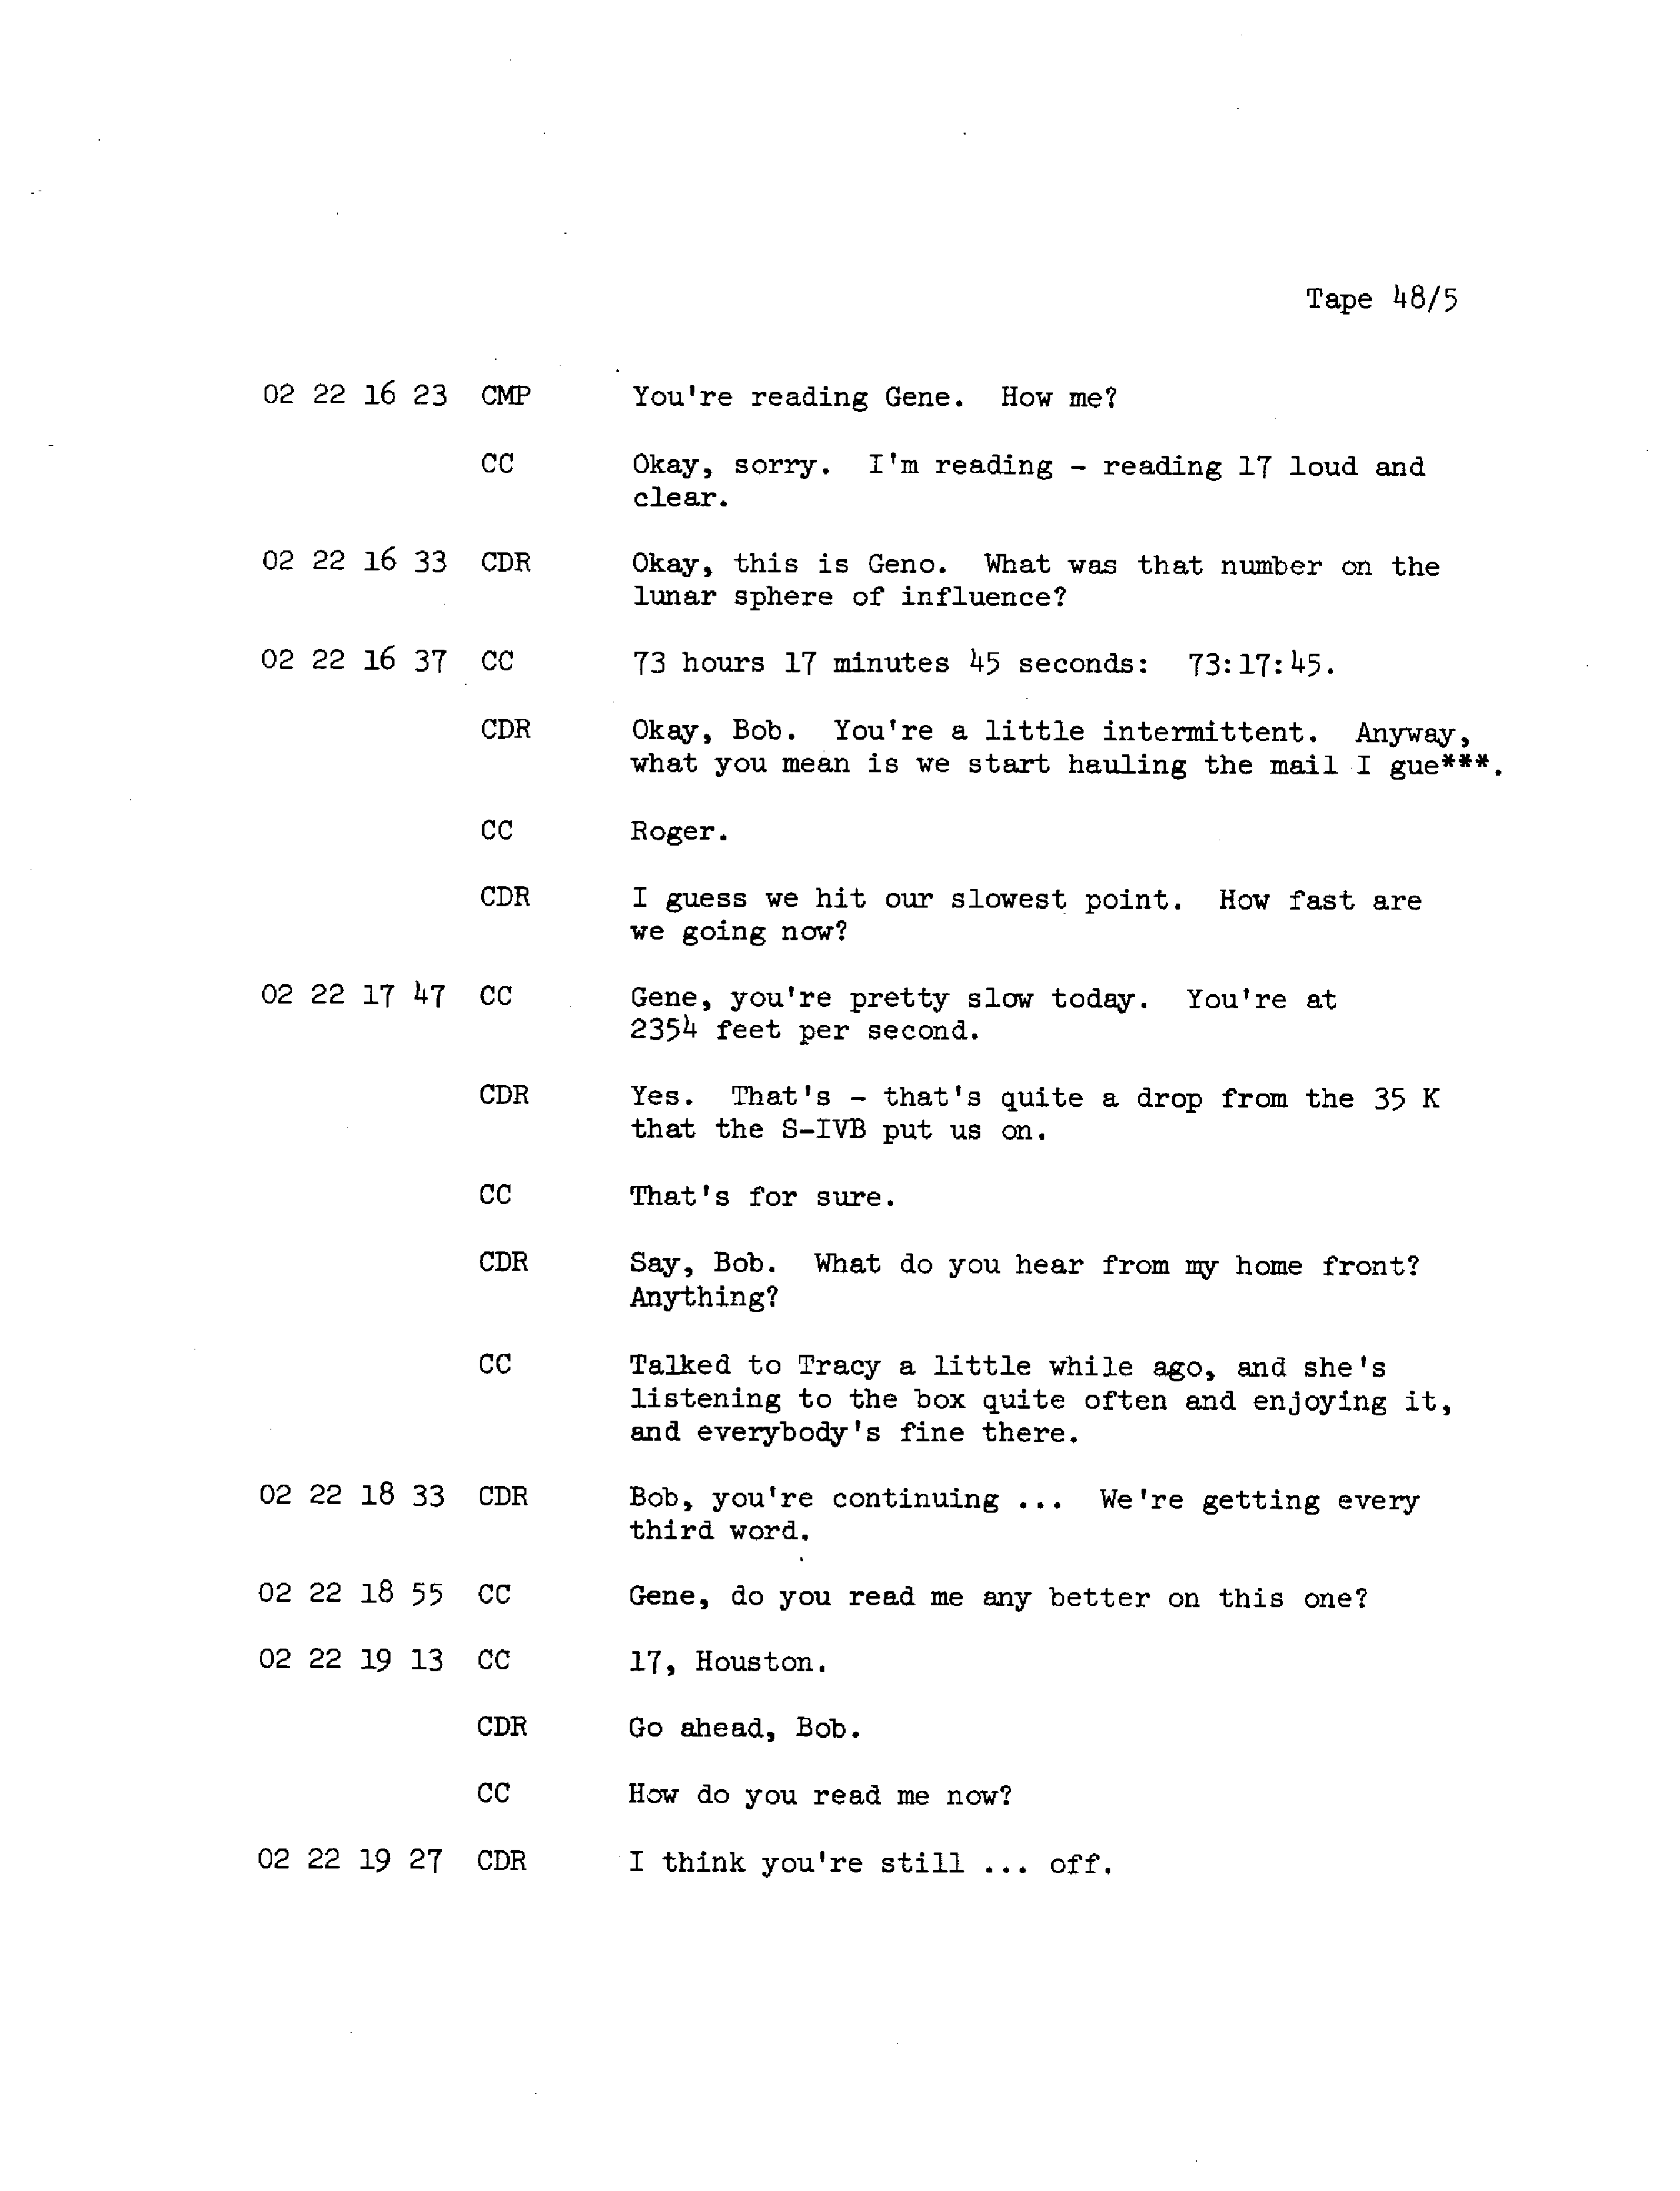 Tape 48/5
02 22 16 23 CMP You're reading Gene. How me?
CC Okay, sorry. I'm reading - reading 17 loud and
clear.
02 22 16 33 CDR Okay, this is Geno. What was that number on the
lunar sphere of influence?
02 22 16 37 CC 73 hours 17 minutes 45 seconds: 73:17:45.
CDR Okay, Bob. You're a little intermittent. Anyway,
what you mean is we start hauling the mail I gue***.
CC Roger.
CDR I guess we hit our slowest point. How fast are
we going now?
02 22 17 47 CC Gene, you're pretty slow today. You're at
2354 feet per second.
CDR Yes. That's - that's quite a drop from the 35 K
that the S-IVB put us on.
CC That's for sure.
CDR Say, Bob. What do you hear from my home front?
Anything?
CC Talked to Tracy a little while ago, and she's
listening to the box quite often and enjoying it,
and everybody's fine there.
02 22 18 33 CDR Bob, you're continuing ... We're getting every
third word.
02 22 18 55 CC Gene, do you read me any better on this one?
02 22 19 13 CC 17, Houston.
CDR Go ahead, Bob.
CC How do you read me now?
02 22 19 27 CDR I think you're still ... off.